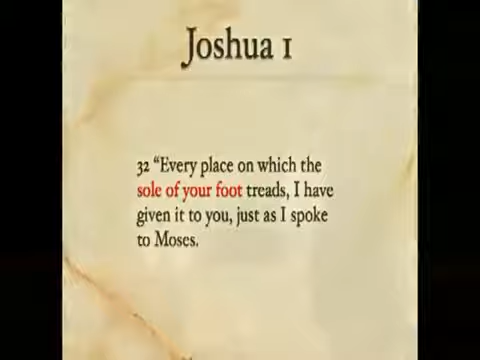 Joshua 1
32 “Every place on which the
sole of your foot treads, I have
given it to you, just as I spoke
to Moses.